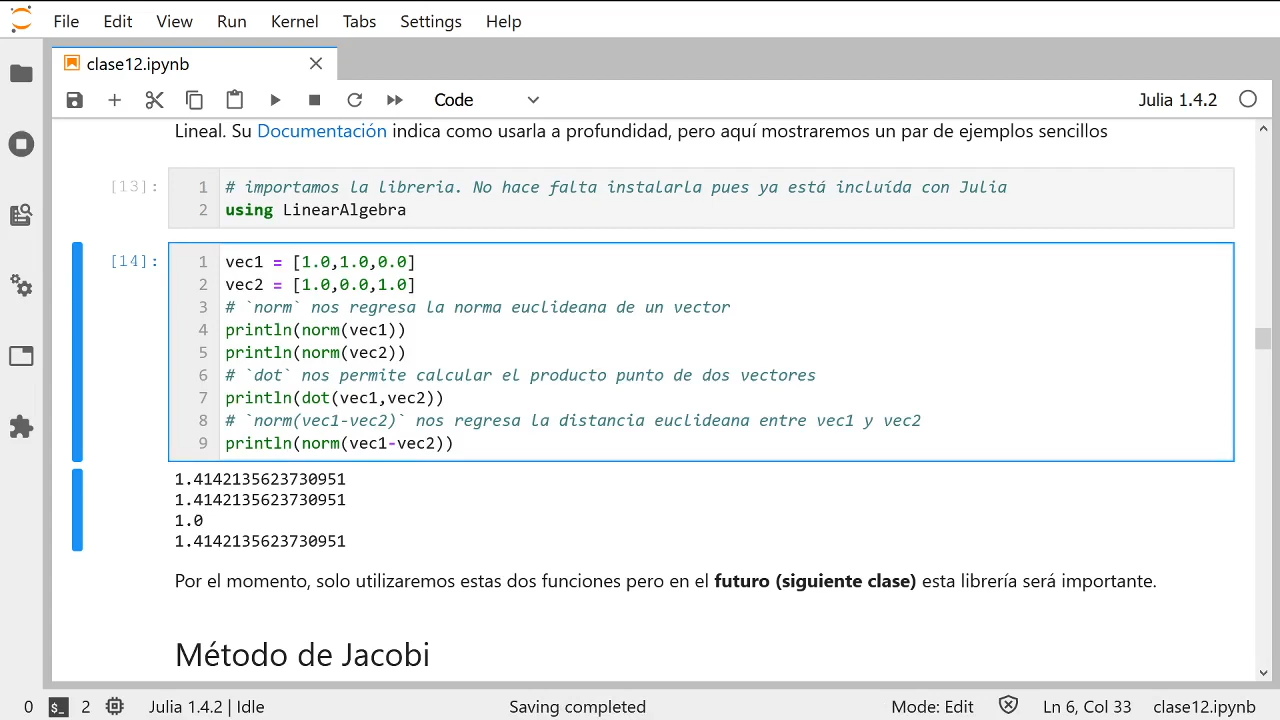 File Edit View Run Kernel Tabs Settings Help
clase12.ipynb
Code
Julia 1.4.2
Lineal. Su Documentación indica como usarla a profundidad, pero aquí mostraremos un par de ejemplos sencillos
[13]:
1 # importamos la libreria. No hace falta instalarla pues ya está incluída con Julia
2 using LinearAlgebra
[14]:
1 vec1 = [1.0,1.0,0.0]
2 vec2 = [1.0,0.0,1.0]
3 # `norm` nos regresa la norma euclideana de un vector
4 println(norm(vec1))
5 println(norm(vec2))
6 # `dot` nos permite calcular el producto punto de dos vectores
7 println(dot(vec1,vec2))
8 # `norm(vec1-vec2)` nos regresa la distancia euclideana entre vec1 y vec2
9 println(norm(vec1-vec2))
1.4142135623730951
1.4142135623730951
1.0
1.4142135623730951
Por el momento, solo utilizaremos estas dos funciones pero en el futuro (siguiente clase) esta librería será importante.
Método de Jacobi
0 $_ 2 Julia 1.4.2 | Idle Saving completed Mode: Edit Ln 6, Col 33 clase12.ipynb